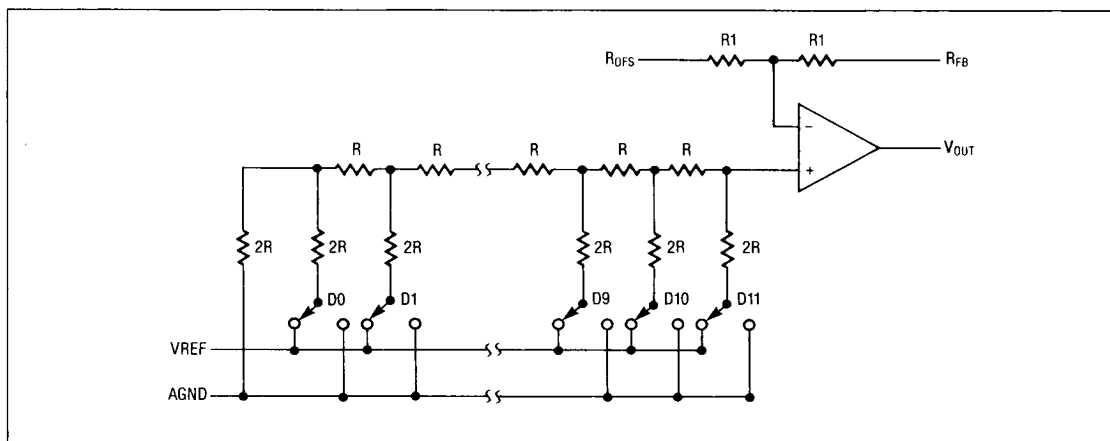 R1 R1
ROFS RFB
−
R R R R R VOUT
+
2R 2R 2R 2R 2R 2R
D0 D1 D9 D10 D11
VREF
AGND